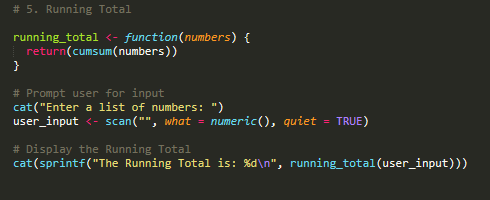 # 5. Running Total
running_total <- function(numbers) {
return(cumsum(numbers))
}
# Prompt user for input
cat("Enter a list of numbers: ")
user_input <- scan("", what = numeric(), quiet = TRUE)
# Display the Running Total
cat(sprintf("The Running Total is: %d\n", running_total(user_input)))